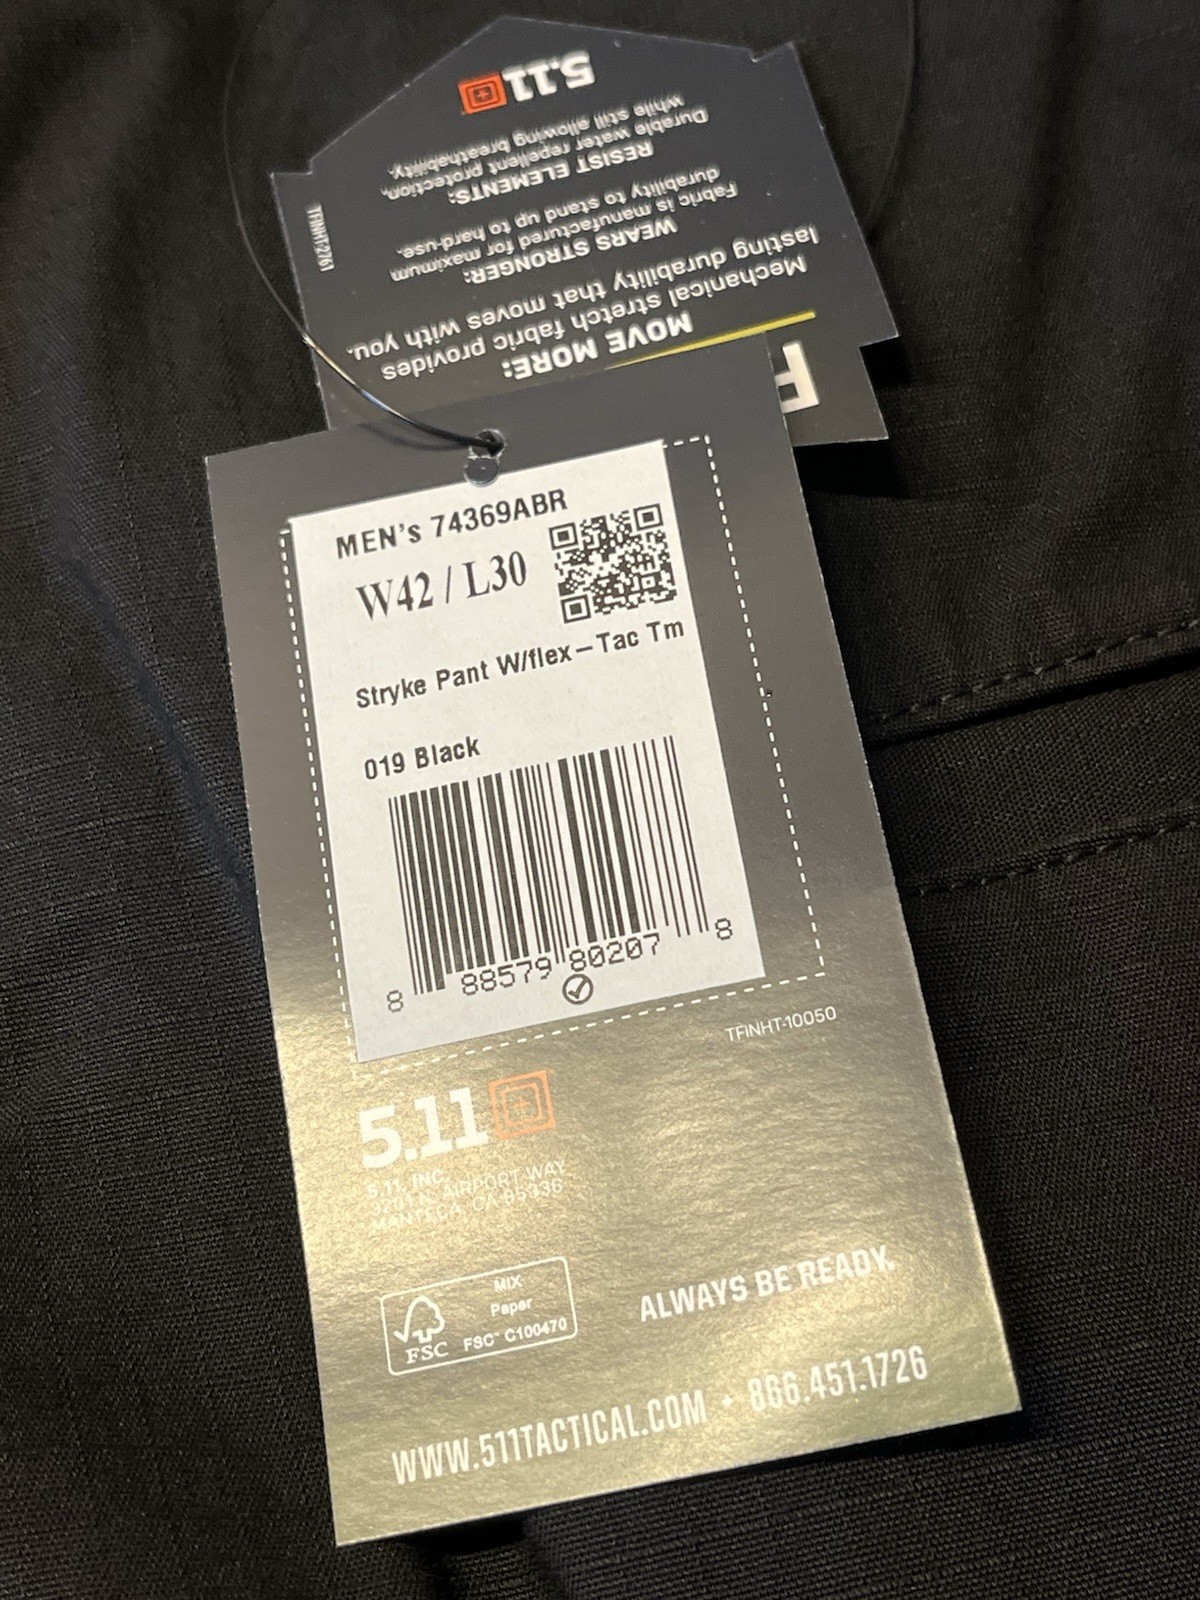 5.11
while still allowing breathability.
Durable water repellent protection,
RESIST ELEMENTS:
durability to stand up to hard-use.
Fabric is manufactured for maximum
WEARS STRONGER:
lasting durability that moves with you.
Mechanical stretch fabric provides
MOVE MORE:
TFINHT-2761
MEN's 74369ABR
W42 / L30
Stryke Pant W/flex–Tac Tm
019 Black
8 88579 80207 8
TFINHT-10050
5.11
5.11, INC.
3201 N. AIRPORT WAY
MANTECA, CA 95336
MIX
Paper
FSC FSC™ C100470
ALWAYS BE READY.
WWW.511TACTICAL.COM • 866.451.1726